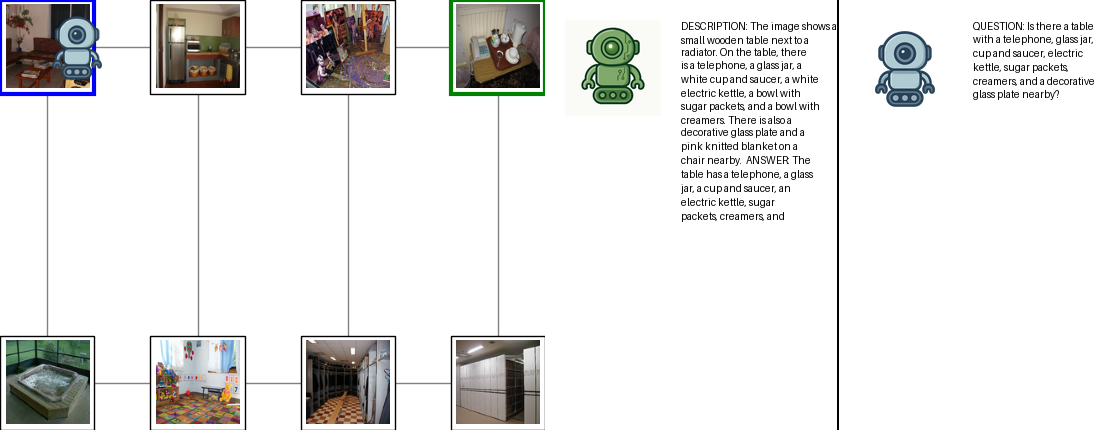 DESCRIPTION: The image shows a
small wooden table next to a
radiator. On the table, there
is a telephone, a glass jar, a
white cup and saucer, a white
electric kettle, a bowl with
sugar packets, and a bowl with
creamers. There is also a
decorative glass plate and a
pink knitted blanket on a
chair nearby.  ANSWER: The
table has a telephone, a glass
jar, a cup and saucer, an
electric kettle, sugar
packets, creamers, and
QUESTION: Is there a table
with a telephone, glass jar,
cup and saucer, electric
kettle, sugar packets,
creamers, and a decorative
glass plate nearby?